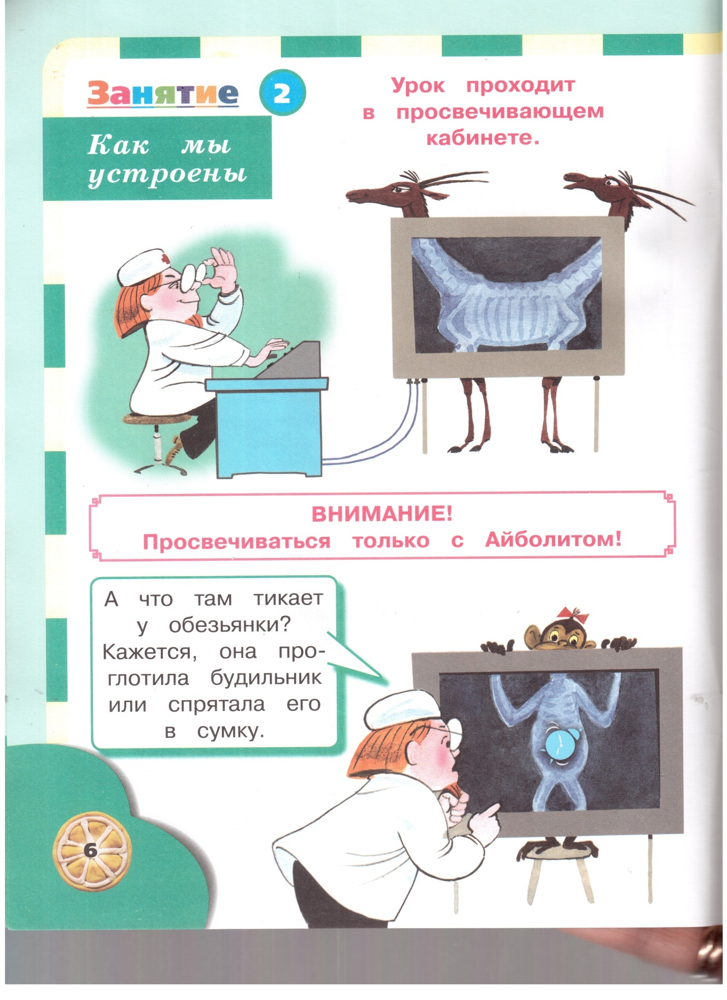 Занятие 2
Как мы
устроены
Урок проходит
в просвечивающем
кабинете.
ВНИМАНИЕ!
Просвечиваться только с Айболитом!
А что там тикает
у обезьянки?
Кажется, она про-
глотила будильник
или спрятала его
в сумку.
6